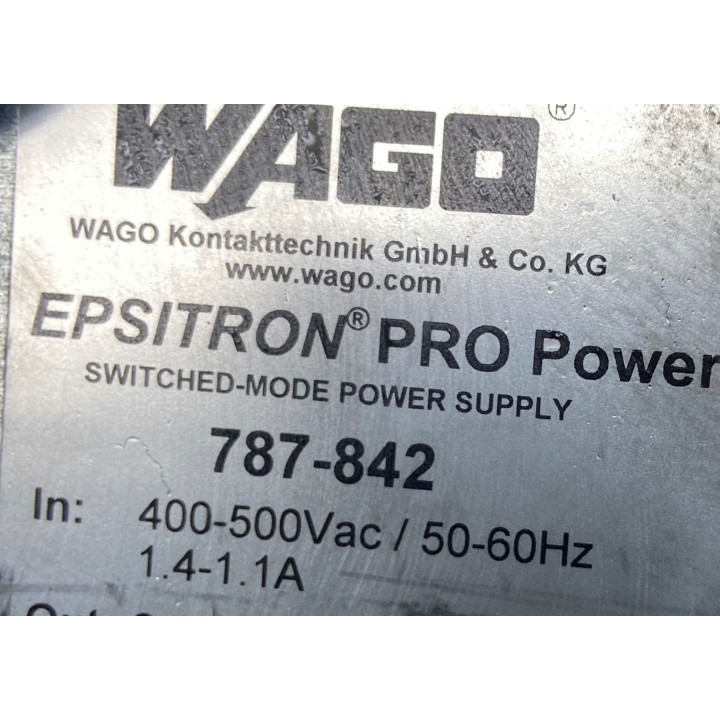 WAGO®
WAGO Kontakttechnik GmbH & Co. KG
www.wago.com
EPSITRON® PRO Power
SWITCHED-MODE POWER SUPPLY
787-842
In: 400-500Vac / 50-60Hz
1.4-1.1A